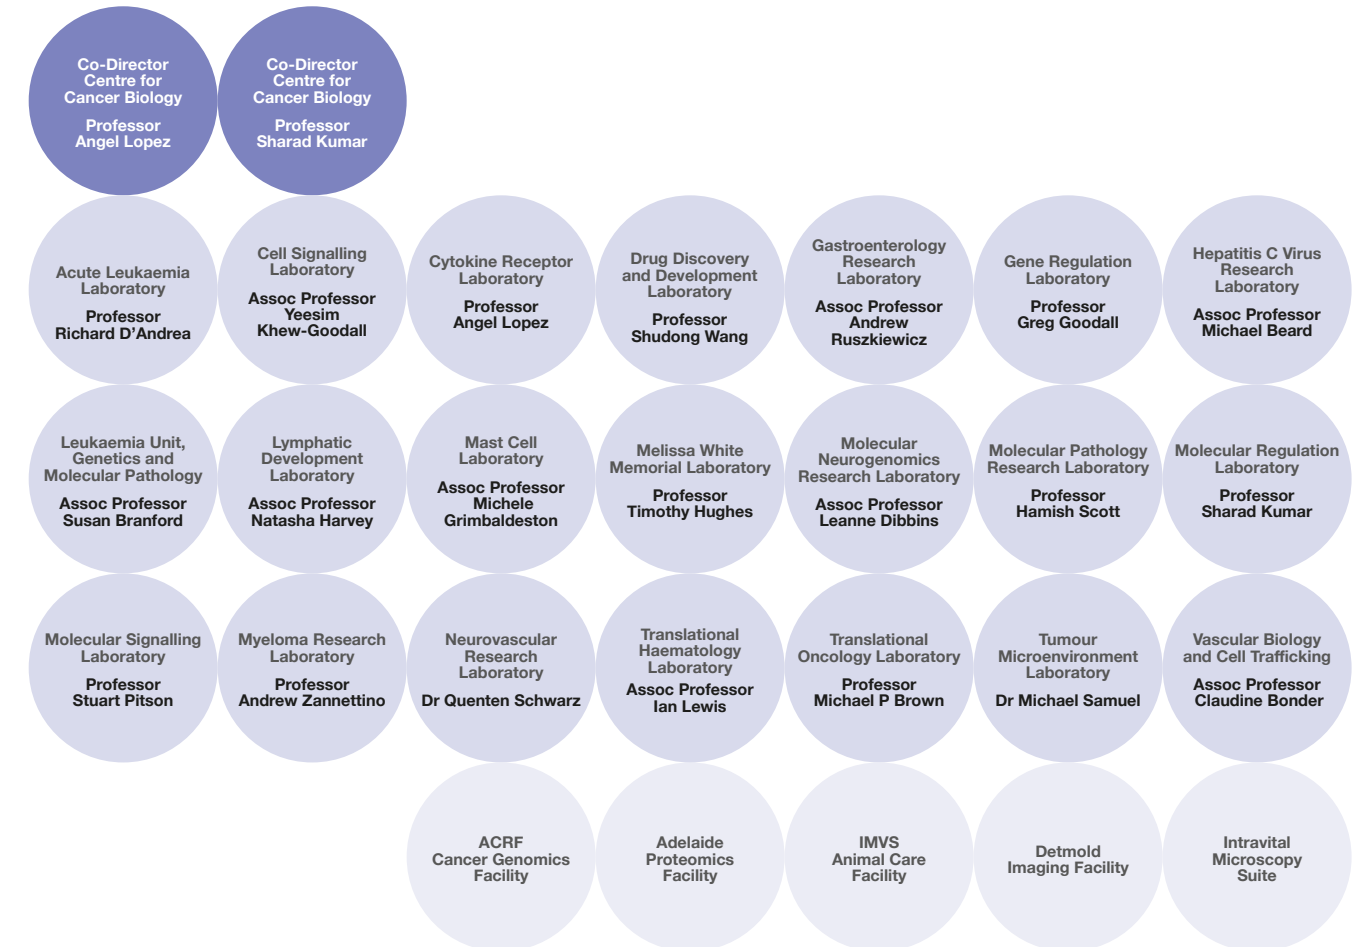 Co-Director
Centre for
Cancer Biology
Professor
Angel Lopez
Co-Director
Centre for
Cancer Biology
Professor
Sharad Kumar
Acute Leukaemia
Laboratory
Professor
Richard D’Andrea
Cell Signalling
Laboratory
Assoc Professor
Yeesim
Khew-Goodall
Cytokine Receptor
Laboratory
Professor
Angel Lopez
Drug Discovery
and Development
Laboratory
Professor
Shudong Wang
Gastroenterology
Research
Laboratory
Assoc Professor
Andrew
Ruszkiewicz
Gene Regulation
Laboratory
Professor
Greg Goodall
Hepatitis C Virus
Research
Laboratory
Assoc Professor
Michael Beard
Leukaemia Unit,
Genetics and
Molecular Pathology
Assoc Professor
Susan Branford
Lymphatic
Development
Laboratory
Assoc Professor
Natasha Harvey
Mast Cell
Laboratory
Assoc Professor
Michele
Grimbaldeston
Melissa White
Memorial Laboratory
Professor
Timothy Hughes
Molecular
Neurogenomics
Research Laboratory
Assoc Professor
Leanne Dibbins
Molecular Pathology
Research Laboratory
Professor
Hamish Scott
Molecular Regulation
Laboratory
Professor
Sharad Kumar
Molecular Signalling
Laboratory
Professor
Stuart Pitson
Myeloma Research
Laboratory
Professor
Andrew Zannettino
Neurovascular
Research
Laboratory
Dr Quenten Schwarz
Translational
Haematology
Laboratory
Assoc Professor
Ian Lewis
Translational
Oncology Laboratory
Professor
Michael P Brown
Tumour
Microenvironment
Laboratory
Dr Michael Samuel
Vascular Biology
and Cell Trafficking
Assoc Professor
Claudine Bonder
ACRF
Cancer Genomics
Facility
Adelaide
Proteomics
Facility
IMVS
Animal Care
Facility
Detmold
Imaging Facility
Intravital
Microscopy
Suite